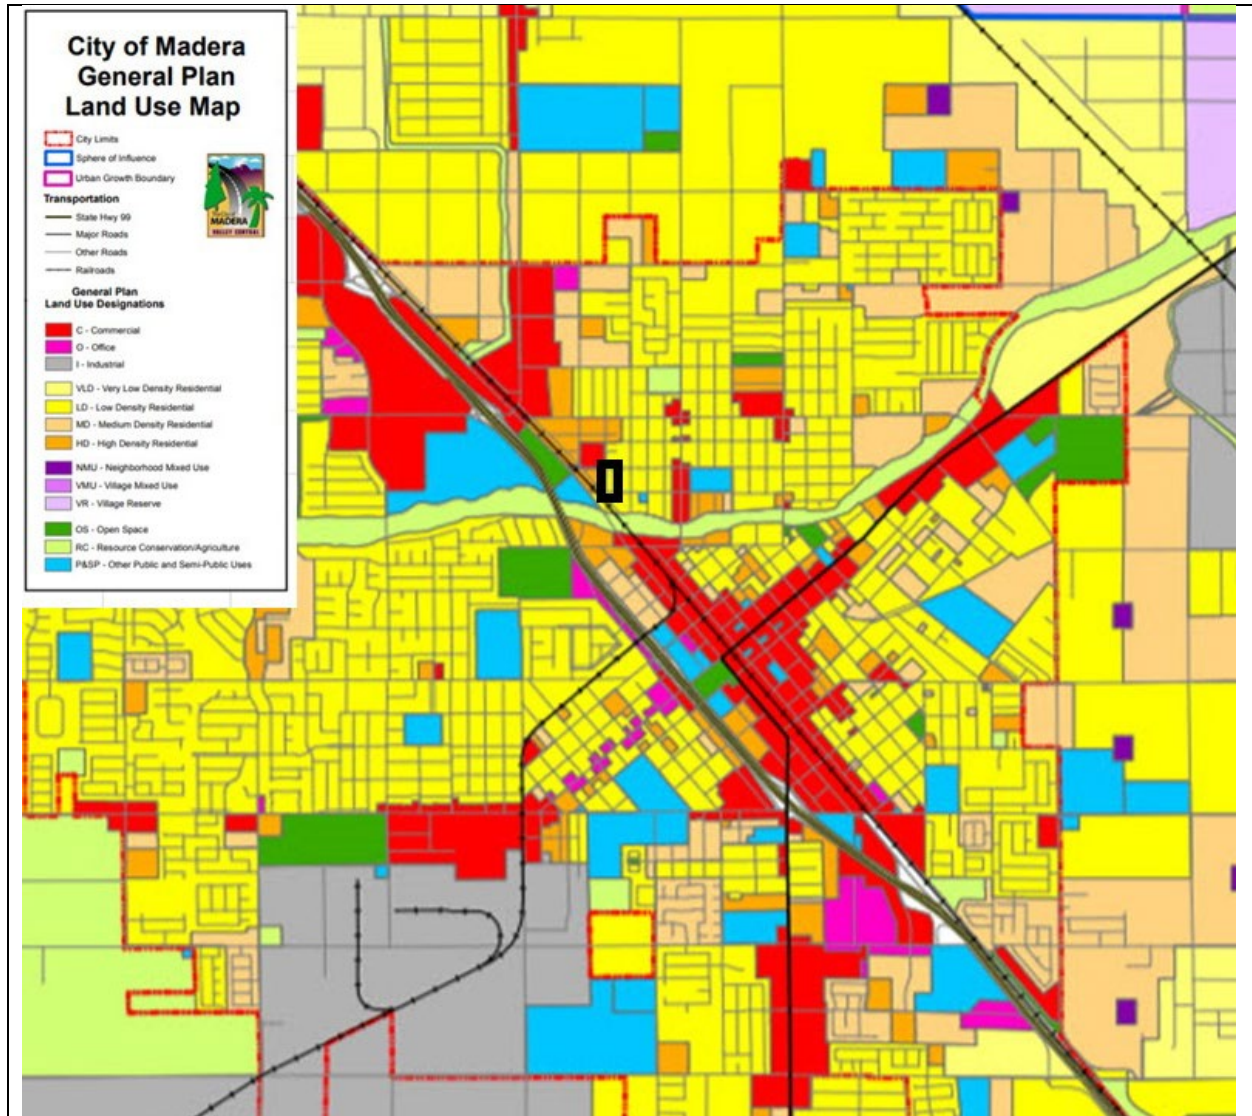 City of Madera
General Plan
Land Use Map
City Limits
Sphere of Influence
Urban Growth Boundary
Transportation
State Hwy 99
Major Roads
Other Roads
Railroads
MADERA
VALLEY CENTRAL
General Plan
Land Use Designations
C - Commercial
O - Office
I - Industrial
VLD - Very Low Density Residential
LD - Low Density Residential
MD - Medium Density Residential
HD - High Density Residential
NMU - Neighborhood Mixed Use
VMU - Village Mixed Use
VR - Village Reserve
OS - Open Space
RC - Resource Conservation/Agriculture
P&SP - Other Public and Semi-Public Uses